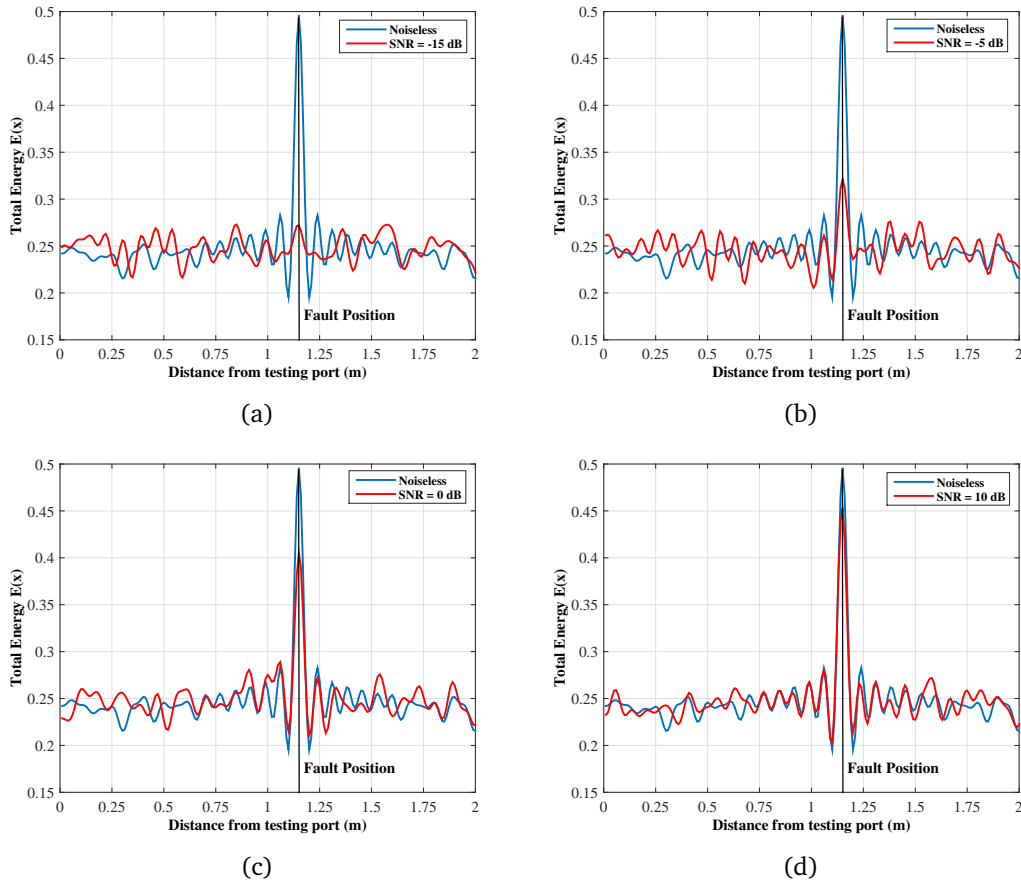 0.5
0.45
0.4
0.35
0.3
0.25
0.2
0.15
Total Energy E(x)
Noiseless
SNR = -15 dB
Fault Position
0 0.25 0.5 0.75 1 1.25 1.5 1.75 2
Distance from testing port (m)
(a)
0.5
0.45
0.4
0.35
0.3
0.25
0.2
0.15
Total Energy E(x)
Noiseless
SNR = -5 dB
Fault Position
0 0.25 0.5 0.75 1 1.25 1.5 1.75 2
Distance from testing port (m)
(b)
0.5
0.45
0.4
0.35
0.3
0.25
0.2
0.15
Total Energy E(x)
Noiseless
SNR = 0 dB
Fault Position
0 0.25 0.5 0.75 1 1.25 1.5 1.75 2
Distance from testing port (m)
(c)
0.5
0.45
0.4
0.35
0.3
0.25
0.2
0.15
Total Energy E(x)
Noiseless
SNR = 10 dB
Fault Position
0 0.25 0.5 0.75 1 1.25 1.5 1.75 2
Distance from testing port (m)
(d)